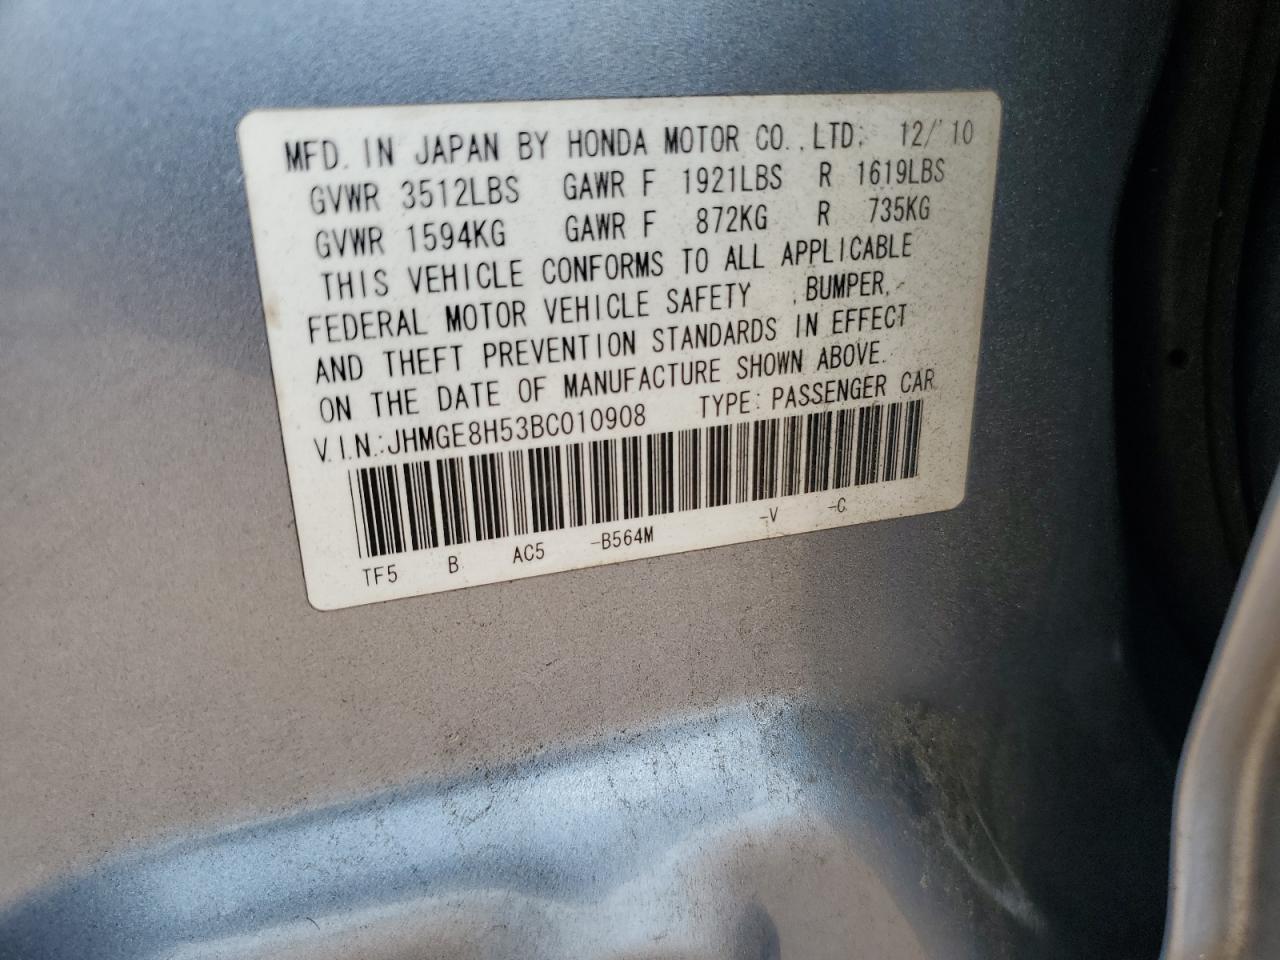 MFD. IN JAPAN BY HONDA MOTOR CO., LTD. 12/'10
GVWR 3512LBS GAWR F 1921LBS R 1619LBS
GVWR 1594KG GAWR F 872KG R 735KG
THIS VEHICLE CONFORMS TO ALL APPLICABLE
FEDERAL MOTOR VEHICLE SAFETY , BUMPER,
AND THEFT PREVENTION STANDARDS IN EFFECT
ON THE DATE OF MANUFACTURE SHOWN ABOVE.
V.I.N.:JHMGE8H53BC010908 TYPE: PASSENGER CAR
TF5 B AC5 -B564M -V -C